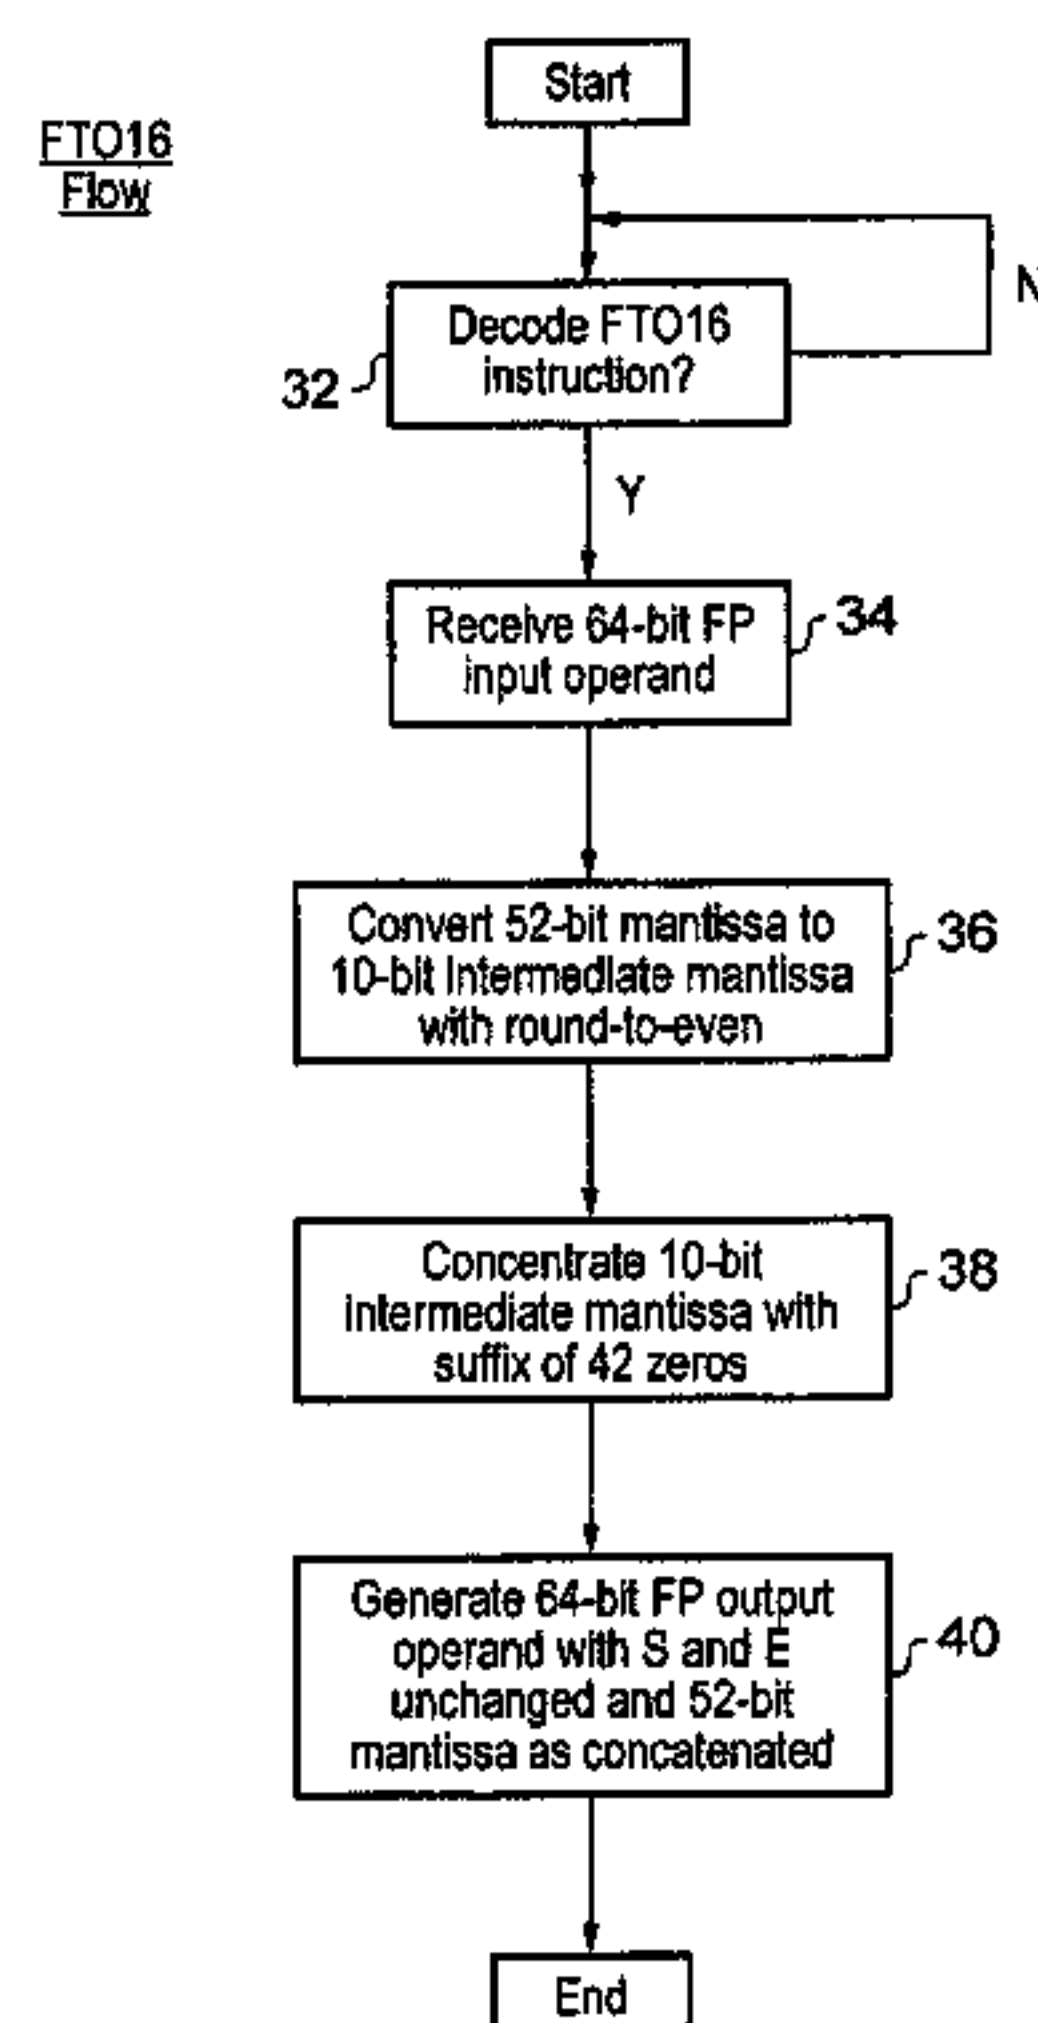 FTO16
Flow
Start
N
Decode FTO16
instruction?
32
Y
Receive 64-bit FP
input operand
34
Convert 52-bit mantissa to
10-bit Intermediate mantissa
with round-to-even
36
Concentrate 10-bit
intermediate mantissa with
suffix of 42 zeros
38
Generate 64-bit FP output
operand with S and E
unchanged and 52-bit
mantissa as concatenated
40
End